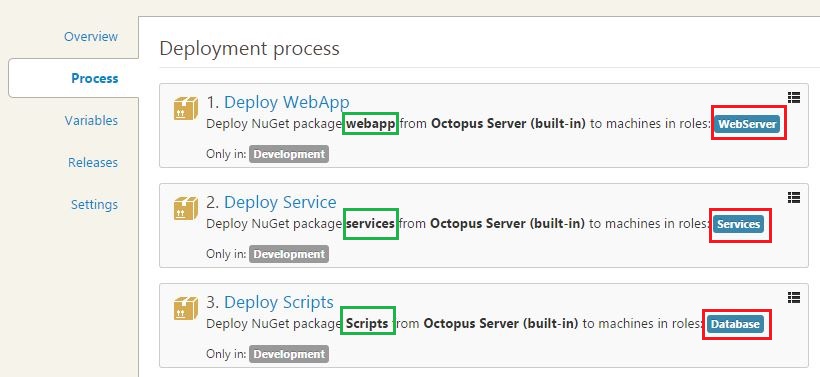 Overview
Process
Variables
Releases
Settings
Deployment process
1. Deploy WebApp
Deploy NuGet package webapp from Octopus Server (built-in) to machines in roles: WebServer
Only in: Development
2. Deploy Service
Deploy NuGet package services from Octopus Server (built-in) to machines in roles: Services
Only in: Development
3. Deploy Scripts
Deploy NuGet package Scripts from Octopus Server (built-in) to machines in roles: Database
Only in: Development